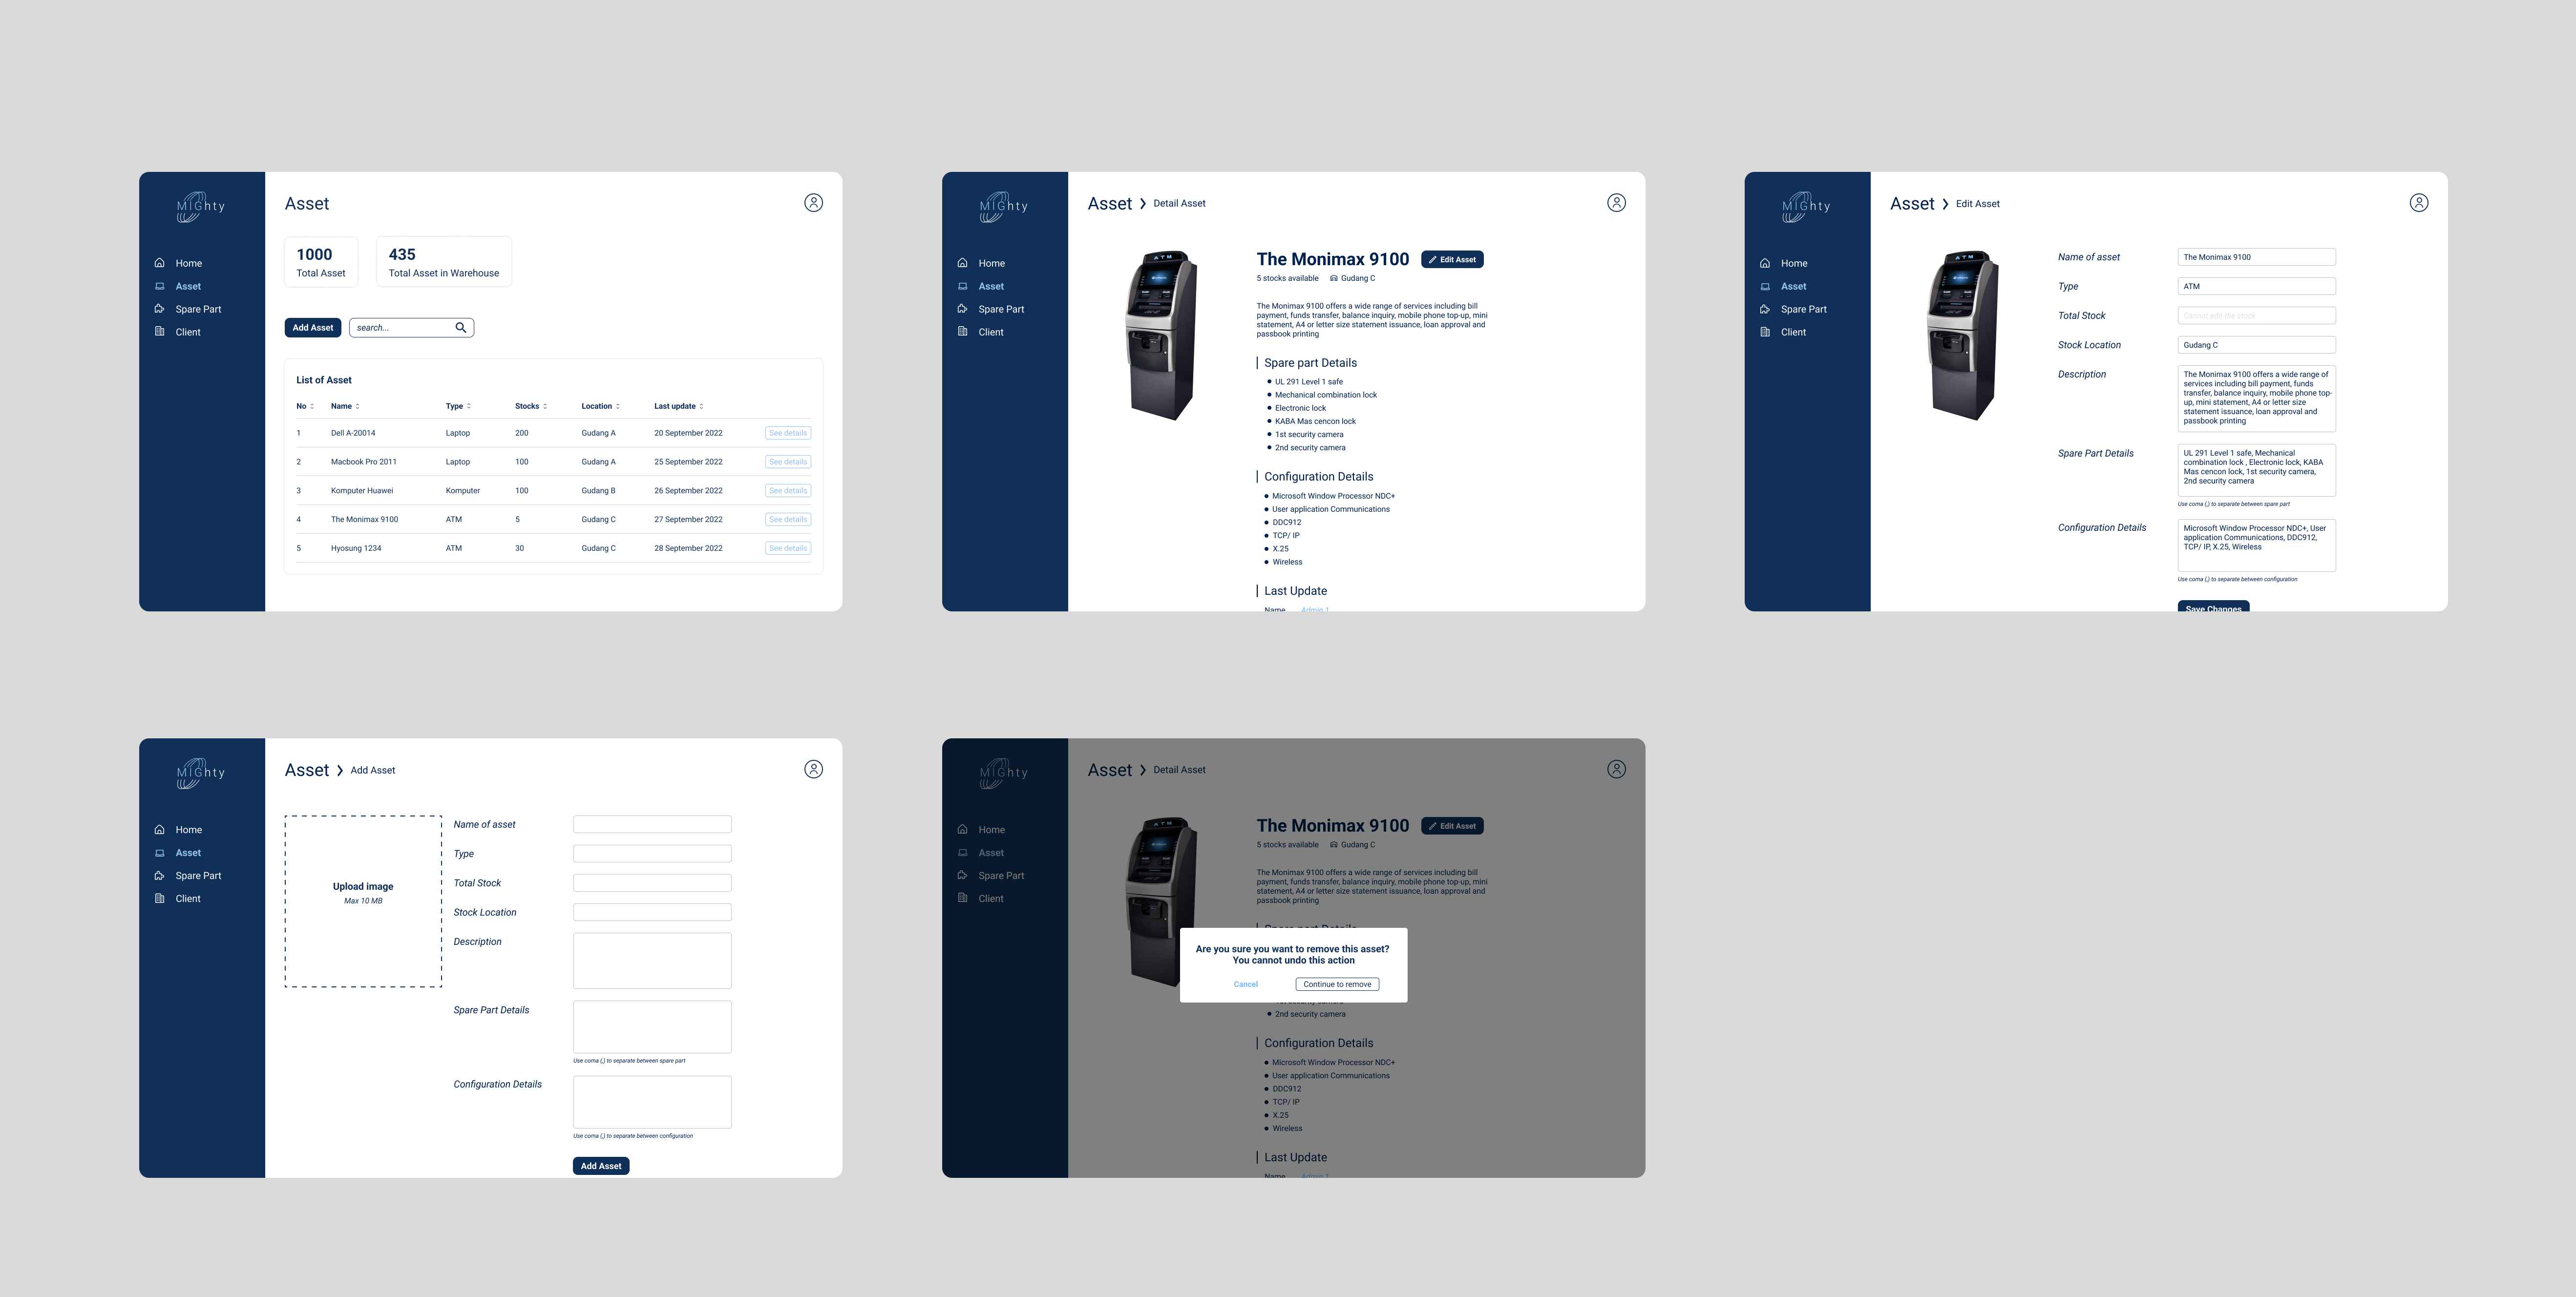 MIGhty
Home
Asset
Spare Part
Client
Asset
1000
Total Asset
435
Total Asset in Warehouse
Add Asset
search...
List of Asset
No Name Type Stocks Location Last update
1 Dell A-20014 Laptop 200 Gudang A 20 September 2022 See details
2 Macbook Pro 2011 Laptop 100 Gudang A 25 September 2022 See details
3 Komputer Huawei Komputer 100 Gudang B 26 September 2022 See details
4 The Monimax 9100 ATM 5 Gudang C 27 September 2022 See details
5 Hyosung 1234 ATM 30 Gudang C 28 September 2022 See details
MIGhty
Home
Asset
Spare Part
Client
Asset Detail Asset
ATM
The Monimax 9100 Edit Asset
5 stocks available Gudang C
The Monimax 9100 offers a wide range of services including bill
payment, funds transfer, balance inquiry, mobile phone top-up, mini
statement, A4 or letter size statement issuance, loan approval and
passbook printing
Spare part Details
UL 291 Level 1 safe
Mechanical combination lock
Electronic lock
KABA Mas cencon lock
1st security camera
2nd security camera
Configuration Details
Microsoft Window Processor NDC+
User application Communications
DDC912
TCP/ IP
X.25
Wireless
Last Update
Name Admin 1
MIGhty
Home
Asset
Spare Part
Client
Asset Edit Asset
ATM
Name of asset The Monimax 9100
Type ATM
Total Stock Cannot edit the stock
Stock Location Gudang C
Description
The Monimax 9100 offers a wide range of
services including bill payment, funds
transfer, balance inquiry, mobile phone top-
up, mini statement, A4 or letter size
statement issuance, loan approval and
passbook printing
Spare Part Details
UL 291 Level 1 safe, Mechanical
combination lock , Electronic lock, KABA
Mas cencon lock, 1st security camera,
2nd security camera
Use coma (,) to separate between spare part
Configuration Details
Microsoft Window Processor NDC+, User
application Communications, DDC912,
TCP/ IP, X.25, Wireless
Use coma (,) to separate between configuration
Save Changes
MIGhty
Home
Asset
Spare Part
Client
Asset Add Asset
Upload image
Max 10 MB
Name of asset
Type
Total Stock
Stock Location
Description
Spare Part Details
Use coma (,) to separate between spare part
Configuration Details
Use coma (,) to separate between configuration
Add Asset
MIGhty
Home
Asset
Spare Part
Client
Asset Detail Asset
ATM
The Monimax 9100 Edit Asset
5 stocks available Gudang C
The Monimax 9100 offers a wide range of services including bill
payment, funds transfer, balance inquiry, mobile phone top-up, mini
statement, A4 or letter size statement issuance, loan approval and
passbook printing
Spare part Details
Are you sure you want to remove this asset?
You cannot undo this action
Cancel Continue to remove
1st security camera
2nd security camera
Configuration Details
Microsoft Window Processor NDC+
User application Communications
DDC912
TCP/ IP
X.25
Wireless
Last Update
Name Admin 1